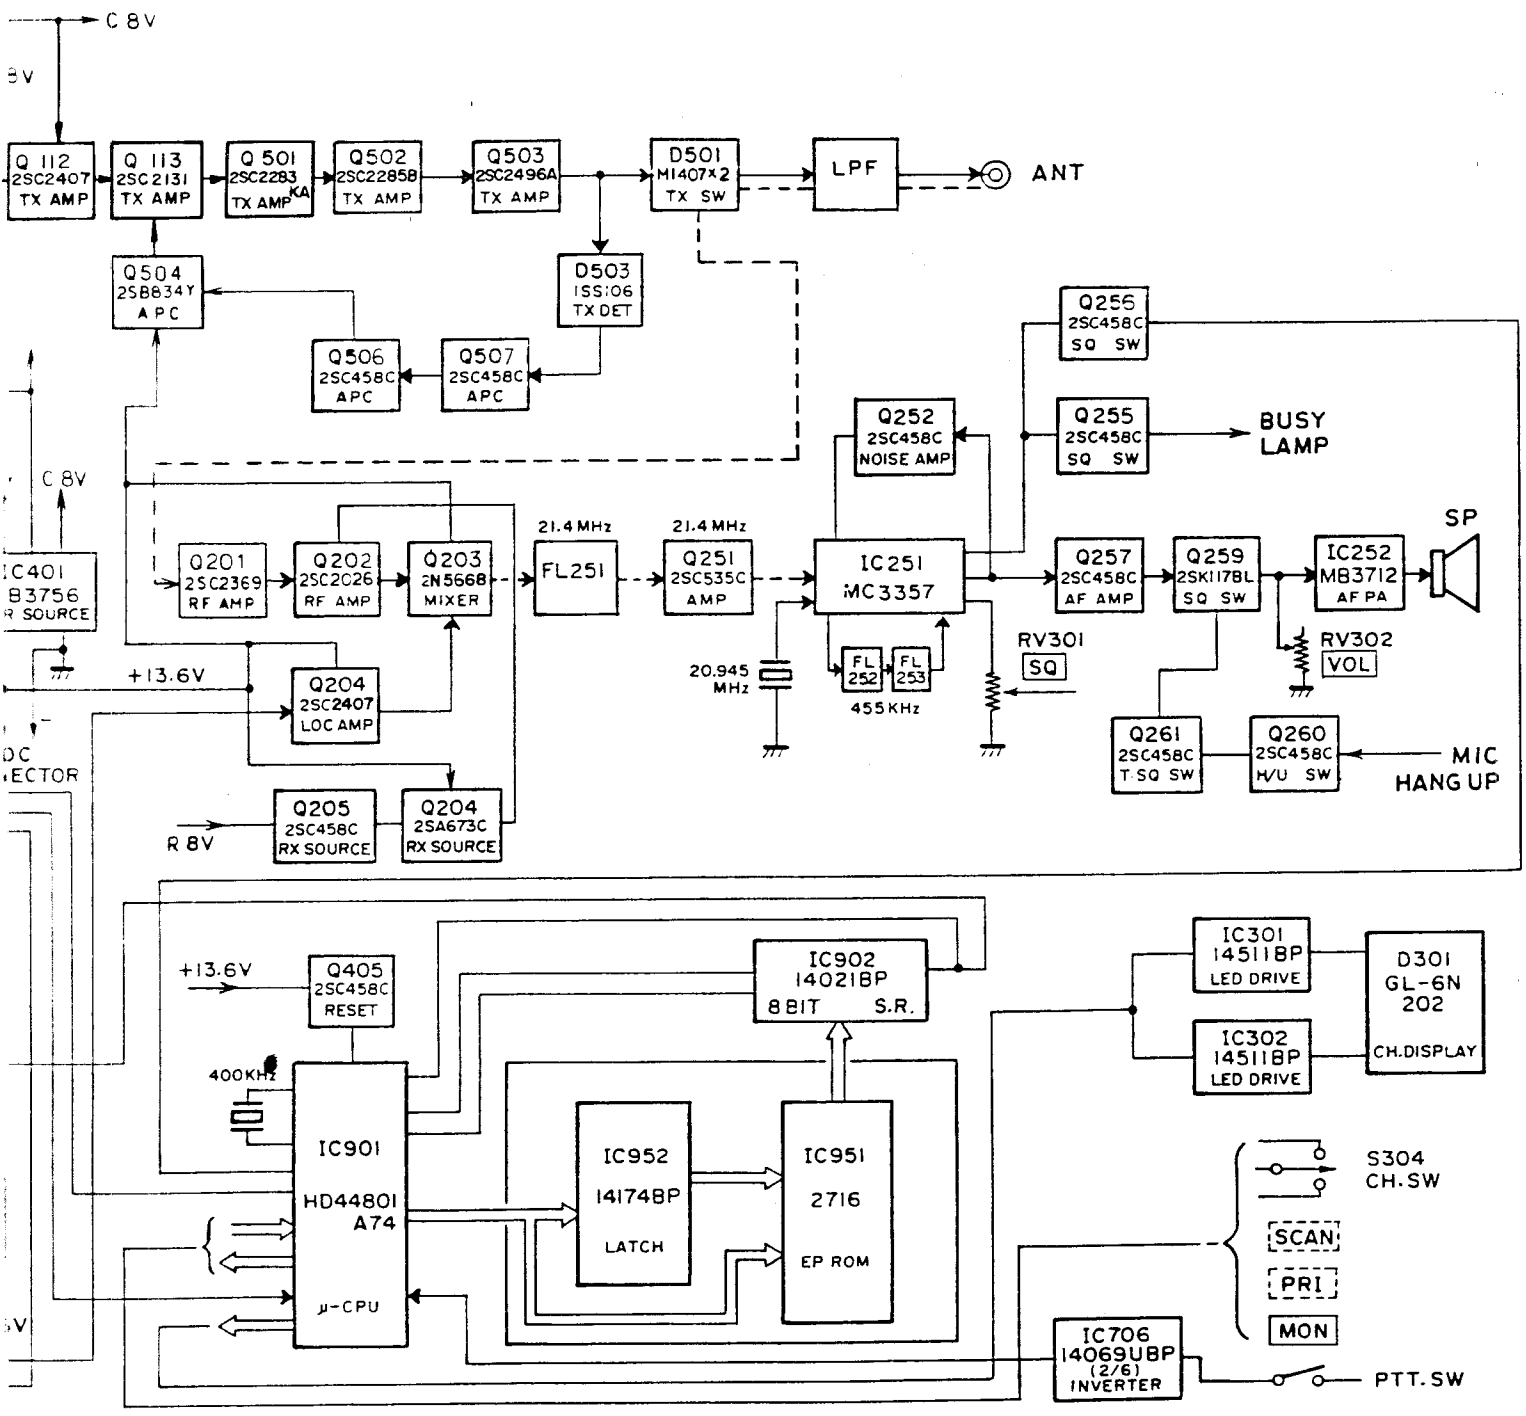 C 8V
8V
Q 112
2SC2407
TX AMP
Q 113
2SC2131
TX AMP
Q 501
2SC2283
KA
TX AMP
Q502
2SC2285B
TX AMP
Q503
2SC2496A
TX AMP
D501
M1407×2
TX SW
LPF
ANT
Q504
2SB834Y
APC
D503
1SS106
TX DET
Q506
2SC458C
APC
Q507
2SC458C
APC
Q256
2SC458C
SQ SW
Q252
2SC458C
NOISE AMP
Q255
2SC458C
SQ SW
BUSY
LAMP
C 8V
IC401
B3756
R SOURCE
Q201
2SC2369
RF AMP
Q202
2SC2026
RF AMP
Q203
2N5668
MIXER
21.4MHz
FL251
21.4MHz
Q251
2SC535C
AMP
IC251
MC3357
Q257
2SC458C
AF AMP
Q259
2SK117BL
SQ SW
IC252
MB3712
AF PA
SP
+13.6V
Q204
2SC2407
LOC AMP
20.945
MHz
FL
252
FL
253
455KHz
RV301
SQ
RV302
VOL
DC
NECTOR
Q261
2SC458C
T·SQ SW
Q260
2SC458C
H/U SW
MIC
HANG UP
R 8V
Q205
2SC458C
RX SOURCE
Q204
2SA673C
RX SOURCE
+13.6V
Q405
2SC458C
RESET
IC902
14021BP
8BIT S.R.
IC301
14511BP
LED DRIVE
D301
GL-6N
202
CH.DISPLAY
IC302
14511BP
LED DRIVE
400KHz
IC901
HD44801
A74
μ-CPU
IC952
14174BP
LATCH
IC951
2716
EP ROM
S304
CH.SW
SCAN
PRI
MON
IC706
14069UBP
(2/6)
INVERTER
PTT.SW